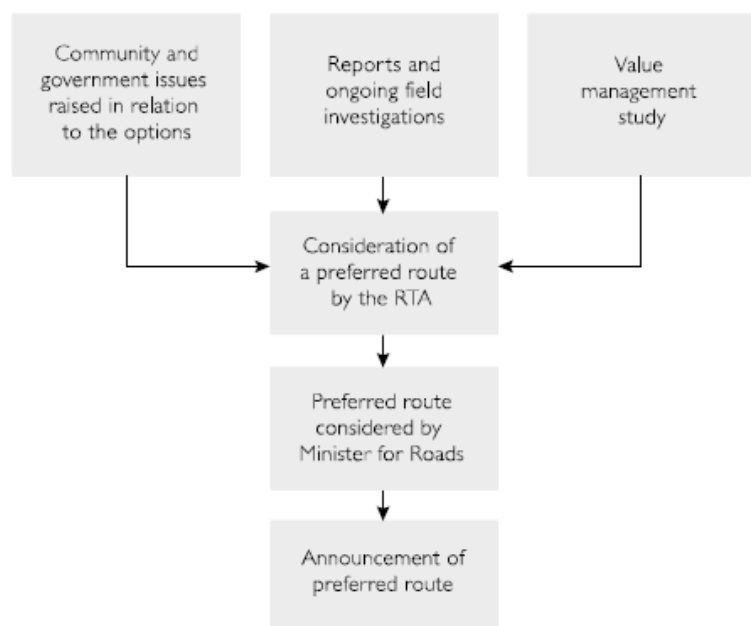 Community and
government issues
raised in relation
to the options
Reports and
ongoing field
investigations
Value
management
study
Consideration of
a preferred route
by the RTA
Preferred route
considered by
Minister for Roads
Announcement of
preferred route